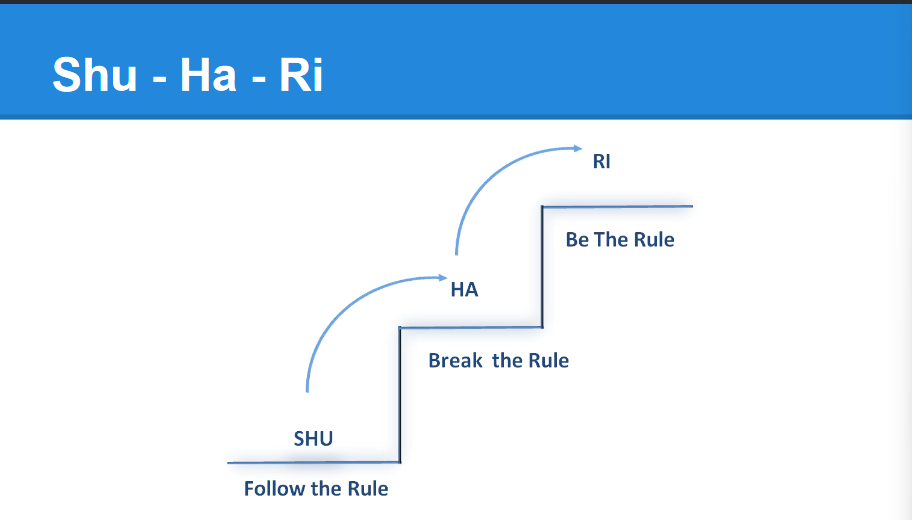 Shu - Ha - Ri
RI
Be The Rule
HA
Break the Rule
SHU
Follow the Rule